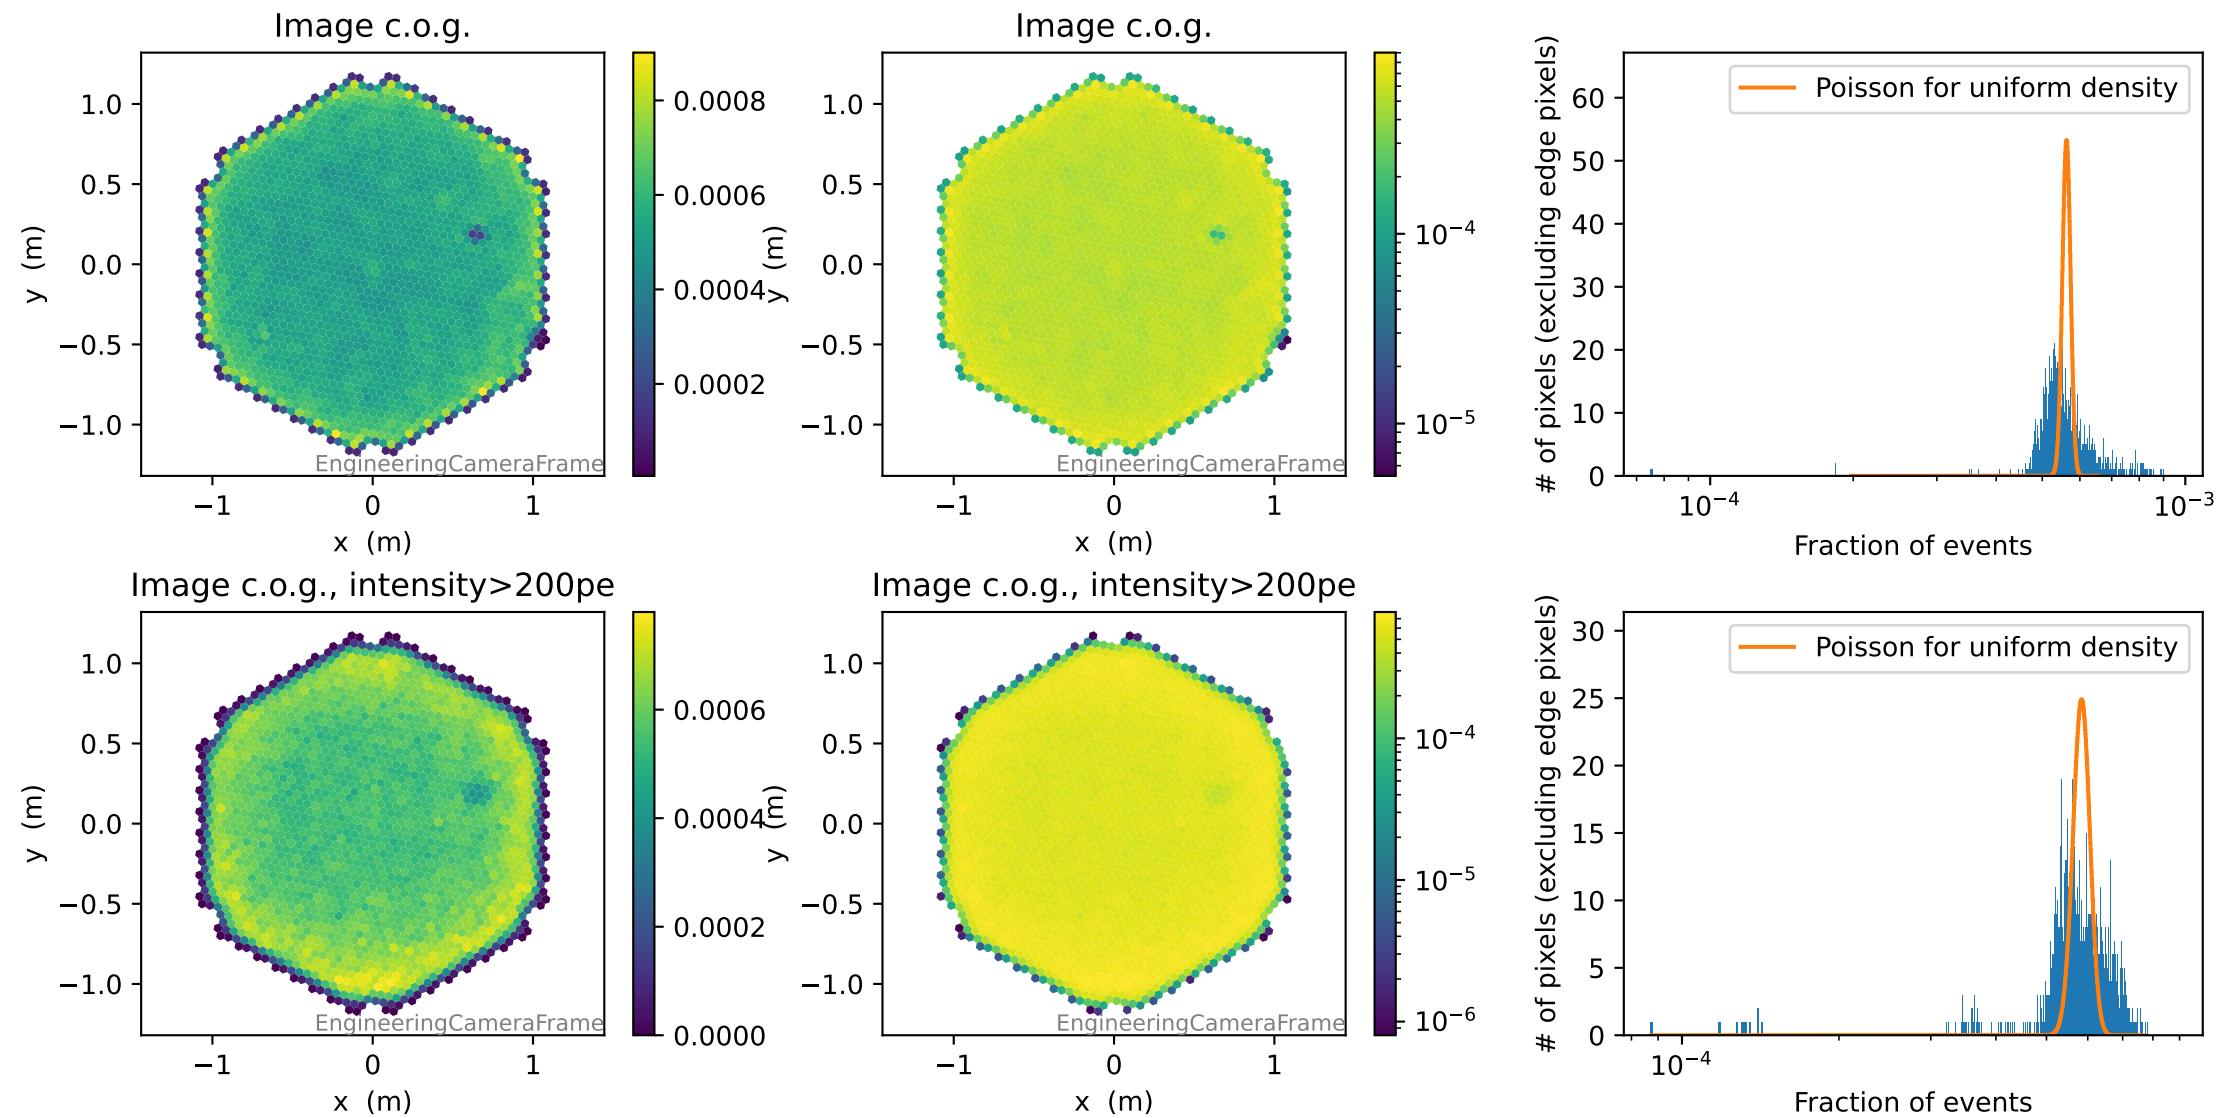 Image c.o.g.
1.0
0.5
0.0
−0.5
−1.0
y (m)
−1
0
1
x (m)
EngineeringCameraFrame
0.0008
0.0006
0.0004
0.0002
Image c.o.g.
1.0
0.5
0.0
−0.5
−1.0
y (m)
−1
0
1
x (m)
EngineeringCameraFrame
10⁻⁴
10⁻⁵
# of pixels (excluding edge pixels)
60
50
40
30
20
10
0
Poisson for uniform density
10⁻⁴
10⁻³
Fraction of events
Image c.o.g., intensity>200pe
1.0
0.5
0.0
−0.5
−1.0
y (m)
−1
0
1
x (m)
EngineeringCameraFrame
0.0006
0.0004
0.0002
0.0000
Image c.o.g., intensity>200pe
1.0
0.5
0.0
−0.5
−1.0
y (m)
−1
0
1
x (m)
EngineeringCameraFrame
10⁻⁴
10⁻⁵
10⁻⁶
# of pixels (excluding edge pixels)
30
25
20
15
10
5
0
Poisson for uniform density
10⁻⁴
Fraction of events